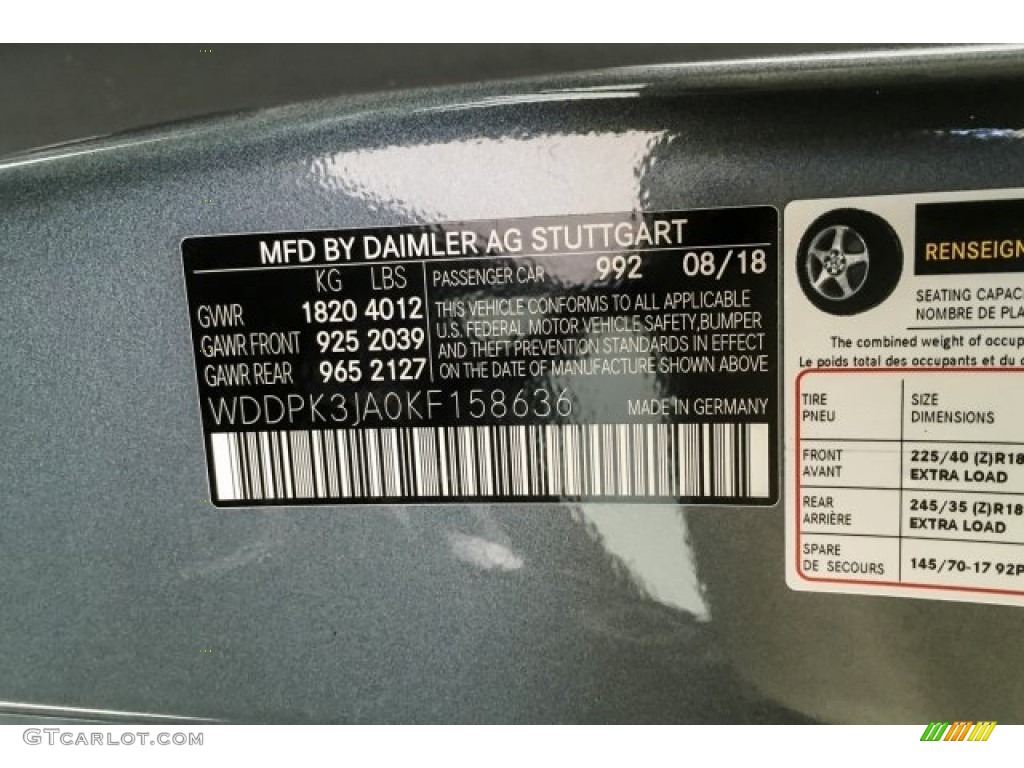 MFD BY DAIMLER AG STUTTGART
KG LBS
PASSENGER CAR 992 08/18
GVWR 1820 4012
GAWR FRONT 925 2039
GAWR REAR 965 2127
THIS VEHICLE CONFORMS TO ALL APPLICABLE
U.S. FEDERAL MOTOR VEHICLE SAFETY, BUMPER
AND THEFT PREVENTION STANDARDS IN EFFECT
ON THE DATE OF MANUFACTURE SHOWN ABOVE
WDDPK3JA0KF158636 MADE IN GERMANY
RENSEIGN
SEATING CAPAC
NOMBRE DE PLA
The combined weight of occup
Le poids total des occupants et du c
TIRE
PNEU
SIZE
DIMENSIONS
FRONT
AVANT
225/40 (Z)R18
EXTRA LOAD
REAR
ARRIÈRE
245/35 (Z)R18
EXTRA LOAD
SPARE
DE SECOURS
145/70-17 92P
GTCarLot.com